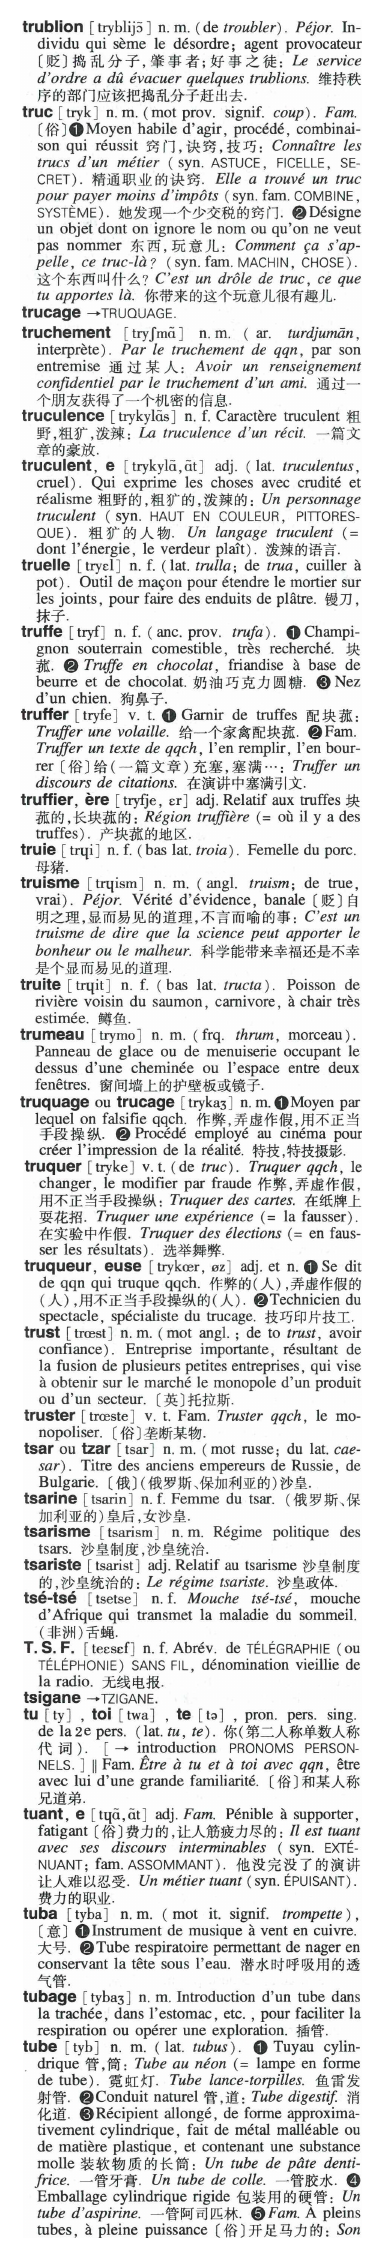 trublion [tryblijɔ̃] n. m. (de troubler). Péjor. In-
dividu qui sème le désordre; agent provocateur
〔贬〕捣乱分子,肇事者;好事之徒: Le service
d'ordre a dû évacuer quelques trublions. 维持秩
序的部门应该把捣乱分子赶出去.
truc [tryk] n. m. (mot prov. signif. coup). Fam.
〔俗〕❶Moyen habile d'agir, procédé, combinai-
son qui réussit 窍门,诀窍,技巧: Connaître les
trucs d'un métier (syn. ASTUCE, FICELLE, SE-
CRET). 精通职业的诀窍. Elle a trouvé un truc
pour payer moins d'impôts (syn. fam. COMBINE,
SYSTÈME). 她发现一个少交税的窍门. ❷Désigne
un objet dont on ignore le nom ou qu'on ne veut
pas nommer 东西,玩意儿: Comment ça s'ap-
pelle, ce truc-là? (syn. fam. MACHIN, CHOSE).
这个东西叫什么? C'est un drôle de truc, ce que
tu apportes là. 你带来的这个玩意儿很有趣儿.
trucage →TRUQUAGE.
truchement [tryʃmɑ̃] n. m. (ar. turdjumān,
interprète). Par le truchement de qqn, par son
entremise 通过某人: Avoir un renseignement
confidentiel par le truchement d'un ami. 通过一
个朋友获得了一个机密的信息.
truculence [trykylɑ̃s] n. f. Caractère truculent 粗
野,粗犷,泼辣: La truculence d'un récit. 一篇文
章的豪放.
truculent, e [trykylɑ̃,ɑ̃t] adj. (lat. truculentus,
cruel). Qui exprime les choses avec crudité et
réalisme 粗野的,粗犷的,泼辣的: Un personnage
truculent (syn. HAUT EN COULEUR, PITTORES-
QUE). 粗犷的人物. Un langage truculent (=
dont l'énergie, le verdeur plaît). 泼辣的语言.
truelle [tryɛl] n. f. (lat. trulla; de trua, cuiller à
pot). Outil de maçon pour étendre le mortier sur
les joints, pour faire des enduits de plâtre. 镘刀,
抹子.
truffe [tryf] n. f. (anc. prov. trufa). ❶Champi-
gnon souterrain comestible, très recherché. 块
菰. ❷ Truffe en chocolat, friandise à base de
beurre et de chocolat. 奶油巧克力圆糖. ❸ Nez
d'un chien. 狗鼻子.
truffer [tryfe] v. t. ❶ Garnir de truffes 配块菰:
Truffer une volaille. 给一个家禽配块菰. ❷Fam.
Truffer un texte de qqch, l'en remplir, l'en bour-
rer〔俗〕给(一篇文章)充塞,塞满…: Truffer un
discours de citations. 在演讲中塞满引文.
truffier, ère [tryfje, ɛr] adj. Relatif aux truffes 块
菰的,长块菰的: Région truffière (= où il y a des
truffes). 产块菰的地区.
truie [trɥi] n. f. (bas lat. troia). Femelle du porc.
母猪.
truisme [trɥism] n. m. (angl. truism; de true,
vrai). Péjor. Vérité d'évidence, banale〔贬〕自
明之理,显而易见的道理,不言而喻的事: C'est un
truisme de dire que la science peut apporter le
bonheur ou le malheur. 科学能带来幸福还是不幸
是个显而易见的道理.
truite [trɥit] n. f. (bas lat. tructa). Poisson de
rivière voisin du saumon, carnivore, à chair très
estimée. 鳟鱼.
trumeau [trymo] n. m. (frq. thrum, morceau).
Panneau de glace ou de menuiserie occupant le
dessus d'une cheminée ou l'espace entre deux
fenêtres. 窗间墙上的护壁板或镜子.
truquage ou trucage [trykaʒ] n. m.❶Moyen par
lequel on falsifie qqch. 作弊,弄虚作假,用不正当
手段操纵. ❷ Procédé employé au cinéma pour
créer l'impression de la réalité. 特技,特技摄影.
truquer [tryke] v. t. (de truc). Truquer qqch, le
changer, le modifier par fraude 作弊,弄虚作假,
用不正当手段操纵: Truquer des cartes. 在纸牌上
耍花招. Truquer une expérience (= la fausser).
在实验中作假. Truquer des élections (= en faus-
ser les résultats). 选举舞弊.
truqueur, euse [trykœr, øz] adj. et n. ❶ Se dit
de qqn qui truque qqch. 作弊的(人),弄虚作假的
(人),用不正当手段操纵的(人). ❷Technicien du
spectacle, spécialiste du trucage. 技巧印片技工.
trust [trœst] n. m. (mot angl.; de to trust, avoir
confiance). Entreprise importante, résultant de
la fusion de plusieurs petites entreprises, qui vise
à obtenir sur le marché le monopole d'un produit
ou d'un secteur. 〔英〕托拉斯.
truster [trœste] v. t. Fam. Truster qqch, le mo-
nopoliser. 〔俗〕垄断某物.
tsar ou tzar [tsar] n. m. (mot russe; du lat. cae-
sar). Titre des anciens empereurs de Russie, de
Bulgarie. 〔俄〕(俄罗斯、保加利亚的)沙皇.
tsarine [tsarin] n. f. Femme du tsar. (俄罗斯、保
加利亚的)皇后,女沙皇.
tsarisme [tsarism] n. m. Régime politique des
tsars. 沙皇制度,沙皇统治.
tsariste [tsarist] adj. Relatif au tsarisme 沙皇制度
的,沙皇统治的: Le régime tsariste. 沙皇政体.
tsé-tsé [tsetse] n. f. Mouche tsé-tsé, mouche
d'Afrique qui transmet la maladie du sommeil.
(非洲)舌蝇.
T. S. F. [teɛsɛf] n. f. Abrév. de TÉLÉGRAPHIE (ou
TÉLÉPHONIE) SANS FIL, dénomination vieillie de
la radio. 无线电报.
tsigane →TZIGANE.
tu [ty], toi [twa], te [tə], pron. pers. sing.
de la 2e pers. (lat. tu, te). 你(第二人称单数人称
代词). [→ introduction PRONOMS PERSON-
NELS.] ‖ Fam. Être à tu et à toi avec qqn, être
avec lui d'une grande familiarité. 〔俗〕和某人称
兄道弟.
tuant, e [tɥɑ̃,ɑ̃t] adj. Fam. Pénible à supporter,
fatigant〔俗〕费力的,让人筋疲力尽的: Il est tuant
avec ses discours interminables (syn. EXTÉ-
NUANT; fam. ASSOMMANT). 他没完没了的演讲
让人难以忍受. Un métier tuant (syn. ÉPUISANT).
费力的职业.
tuba [tyba] n. m. (mot it. signif. trompette),
〔意〕❶Instrument de musique à vent en cuivre.
大号. ❷Tube respiratoire permettant de nager en
conservant la tête sous l'eau. 潜水时呼吸用的透
气管.
tubage [tybaʒ] n. m. Introduction d'un tube dans
la trachée, dans l'estomac, etc., pour faciliter la
respiration ou opérer une exploration. 插管.
tube [tyb] n. m. (lat. tubus). ❶ Tuyau cylin-
drique 管,筒: Tube au néon (= lampe en forme
de tube). 霓虹灯. Tube lance-torpilles. 鱼雷发
射管. ❷Conduit naturel 管,道: Tube digestif. 消
化道. ❸Récipient allongé, de forme approxima-
tivement cylindrique, fait de métal malléable ou
de matière plastique, et contenant une substance
molle 装软物质的长筒: Un tube de pâte denti-
frice. 一管牙膏. Un tube de colle. 一管胶水. ❹
Emballage cylindrique rigide 包装用的硬管: Un
tube d'aspirine. 一管阿司匹林. ❺Fam. À pleins
tubes, à pleine puissance〔俗〕开足马力的: Son